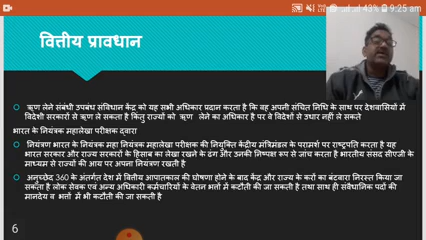 9:25 am
43%
वित्तीय प्रावधान
ऋण लेने संबंधी उपबंध संविधान केंद्र को यह सभी अधिकार प्रदान करता है कि वह अपनी संचित निधि के साथ पर देशवासियों में
विदेशी सरकारों से ऋण ले सकता है किंतु राज्यों को ऋण लेने का अधिकार है पर वे विदेशों से उधार नहीं ले सकते
भारत के नियंत्रक महालेखा परीक्षक द्वारा
नियंत्रण भारत के नियंत्रक महा नियंत्रक महालेखा परीक्षक की नियुक्ति केंद्रीय मंत्रिमंडल के परामर्श पर राष्ट्रपति करता है यह
भारत सरकार और राज्य सरकारों के हिसाब का लेखा रखने के ढंग और उनकी निष्पक्ष रूप से जांच करता है भारतीय संसद सीएजी के
माध्यम से राज्यों की आय पर अपना नियंत्रण रखती है
अनुच्छेद 360 के अंतर्गत देश में वित्तीय आपातकाल की घोषणा होने के बाद केंद्र और राज्य के करों का बंटवारा निरस्त किया जा
सकता है लोक सेवक एवं अन्य अधिकारी कर्मचारियों के वेतन भत्तों में कटौती की जा सकती है तथा साथ ही संवैधानिक पदों की
मानदेय व भत्तों में भी कटौती की जा सकती है
6